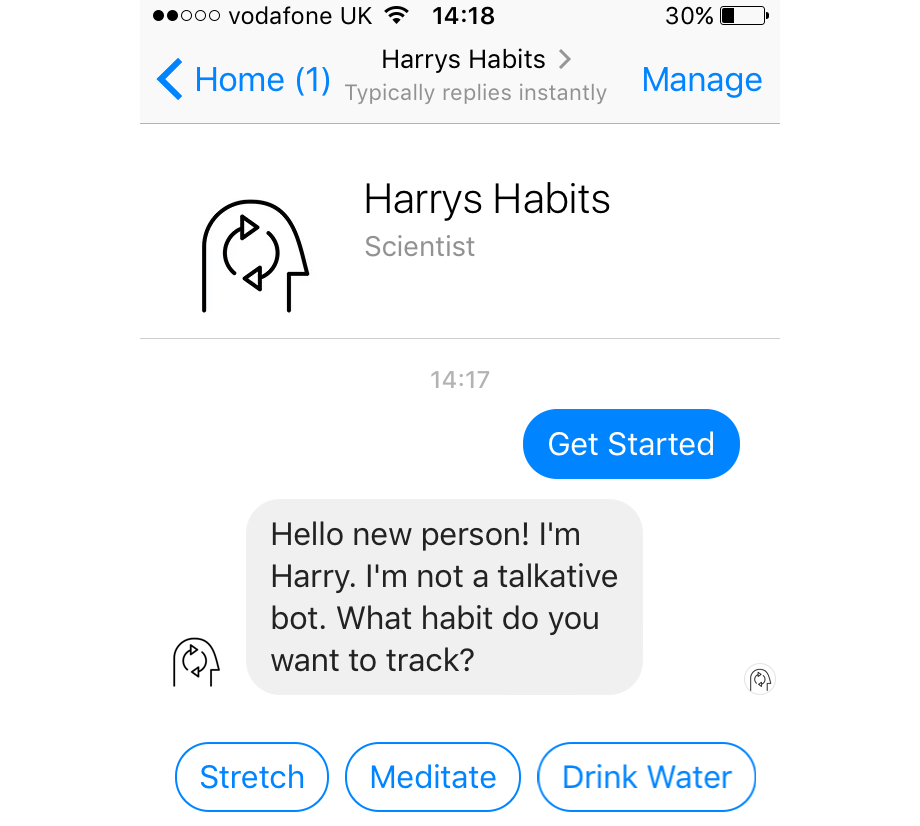 vodafone UK 14:18 30%
Home (1) Harrys Habits Manage
Typically replies instantly
Harrys Habits
Scientist
14:17
Get Started
Hello new person! I'm
Harry. I'm not a talkative
bot. What habit do you
want to track?
Stretch Meditate Drink Water